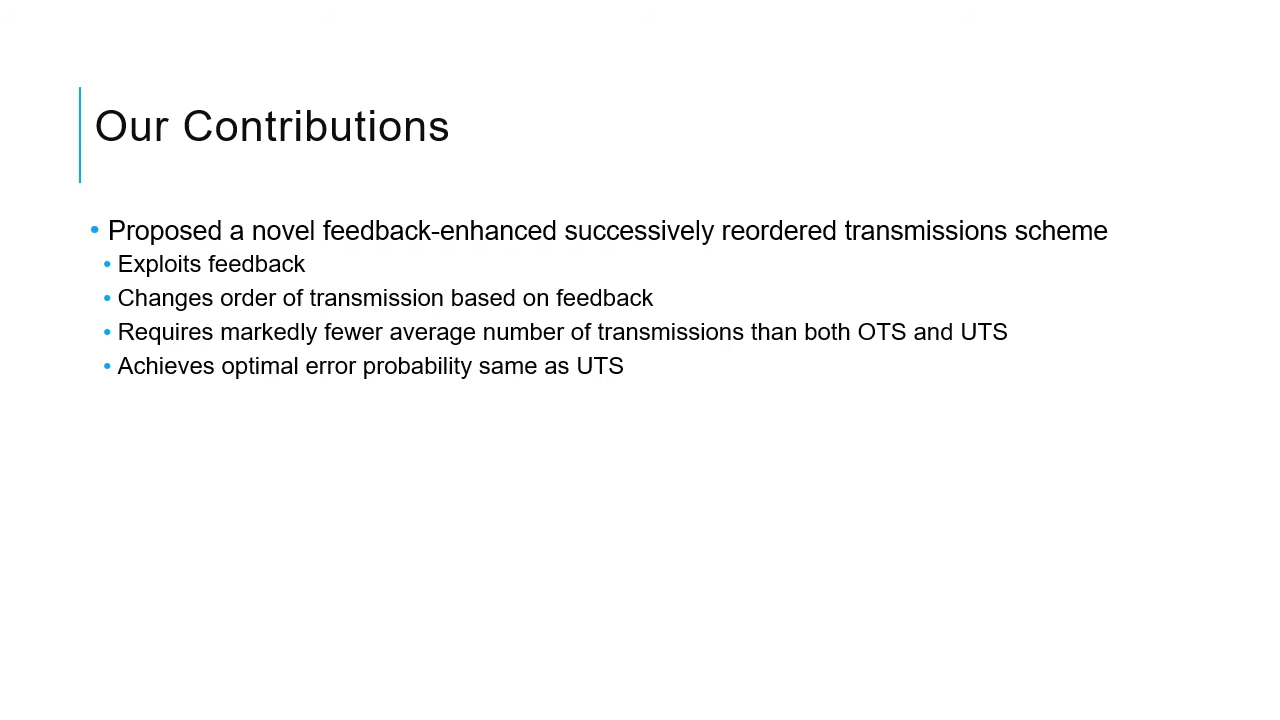 Our Contributions
• Proposed a novel feedback-enhanced successively reordered transmissions scheme
• Exploits feedback
• Changes order of transmission based on feedback
• Requires markedly fewer average number of transmissions than both OTS and UTS
• Achieves optimal error probability same as UTS